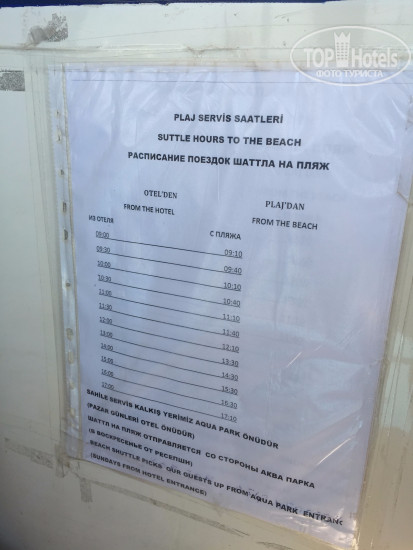 TOP Hotels
ФОТО ТУРИСТА
PLAJ SERVİS SAATLERİ
SUTTLE HOURS TO THE BEACH
РАСПИСАНИЕ ПОЕЗДОК ШАТТЛА НА ПЛЯЖ
OTEL'DEN PLAJ'DAN
FROM THE HOTEL FROM THE BEACH
ИЗ ОТЕЛЯ С ПЛЯЖА
09:00 09:10
09:30 09:40
10:00 10:10
10:30 10:40
11:00 11:10
11:30 11:40
12:00 12:10
13:00 13:30
14:00 14:30
15:00 15:30
16:00 16:30
17:00 17:10
SAHİLE SERVİS KALKIŞ YERİMİZ AQUA PARK ÖNÜDÜR
(PAZAR GÜNLERİ OTEL ÖNÜDÜR)
ШАТТЛ НА ПЛЯЖ ОТПРАВЛЯЕТСЯ СО СТОРОНЫ АКВА ПАРКА
(В ВОСКРЕСЕНЬЕ ОТ РЕСЕПШН)
BEACH SHUTTLE PICKS OUR GUESTS UP FROM AQUA PARK ENTRANC
(SUNDAYS FROM HOTEL ENTRANCE)